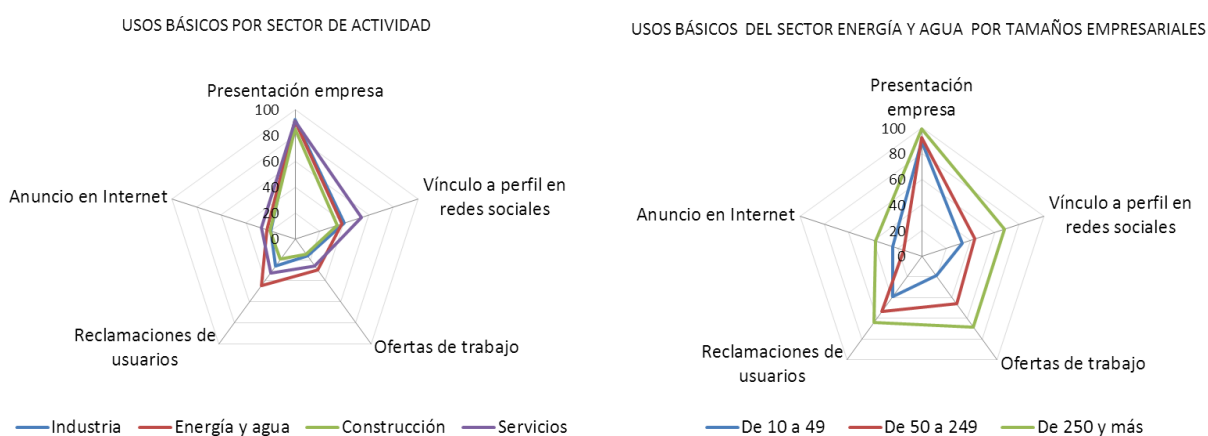 USOS BÁSICOS POR SECTOR DE ACTIVIDAD
Presentación empresa
100
80
60
40
20
0
Vínculo a perfil en
redes sociales
Anuncio en Internet
Reclamaciones de
usuarios
Ofertas de trabajo
Industria Energía y agua Construcción Servicios
USOS BÁSICOS DEL SECTOR ENERGÍA Y AGUA POR TAMAÑOS EMPRESARIALES
Presentación
empresa
100
80
60
40
20
0
Vínculo a perfil en
redes sociales
Anuncio en Internet
Reclamaciones de
usuarios
Ofertas de trabajo
De 10 a 49 De 50 a 249 De 250 y más